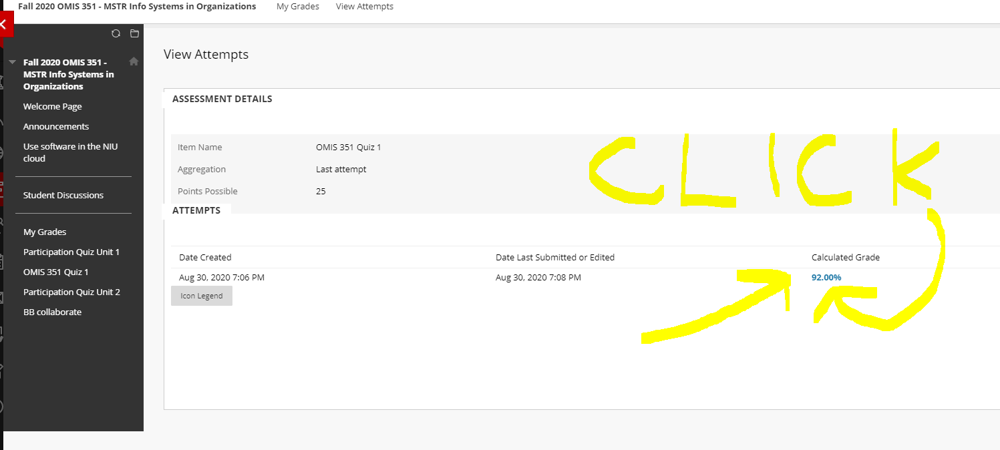 Fall 2020 OMIS 351 - MSTR Info Systems in Organizations My Grades View Attempts
Fall 2020 OMIS 351 -
MSTR Info Systems in
Organizations
Welcome Page
Announcements
Use software in the NIU
cloud
Student Discussions
My Grades
Participation Quiz Unit 1
OMIS 351 Quiz 1
Participation Quiz Unit 2
BB collaborate
View Attempts
ASSESSMENT DETAILS
Item Name OMIS 351 Quiz 1
Aggregation Last attempt
Points Possible 25
CLICK
ATTEMPTS
Date Created Date Last Submitted or Edited Calculated Grade
Aug 30, 2020 7:06 PM Aug 30, 2020 7:08 PM 92.00%
Icon Legend